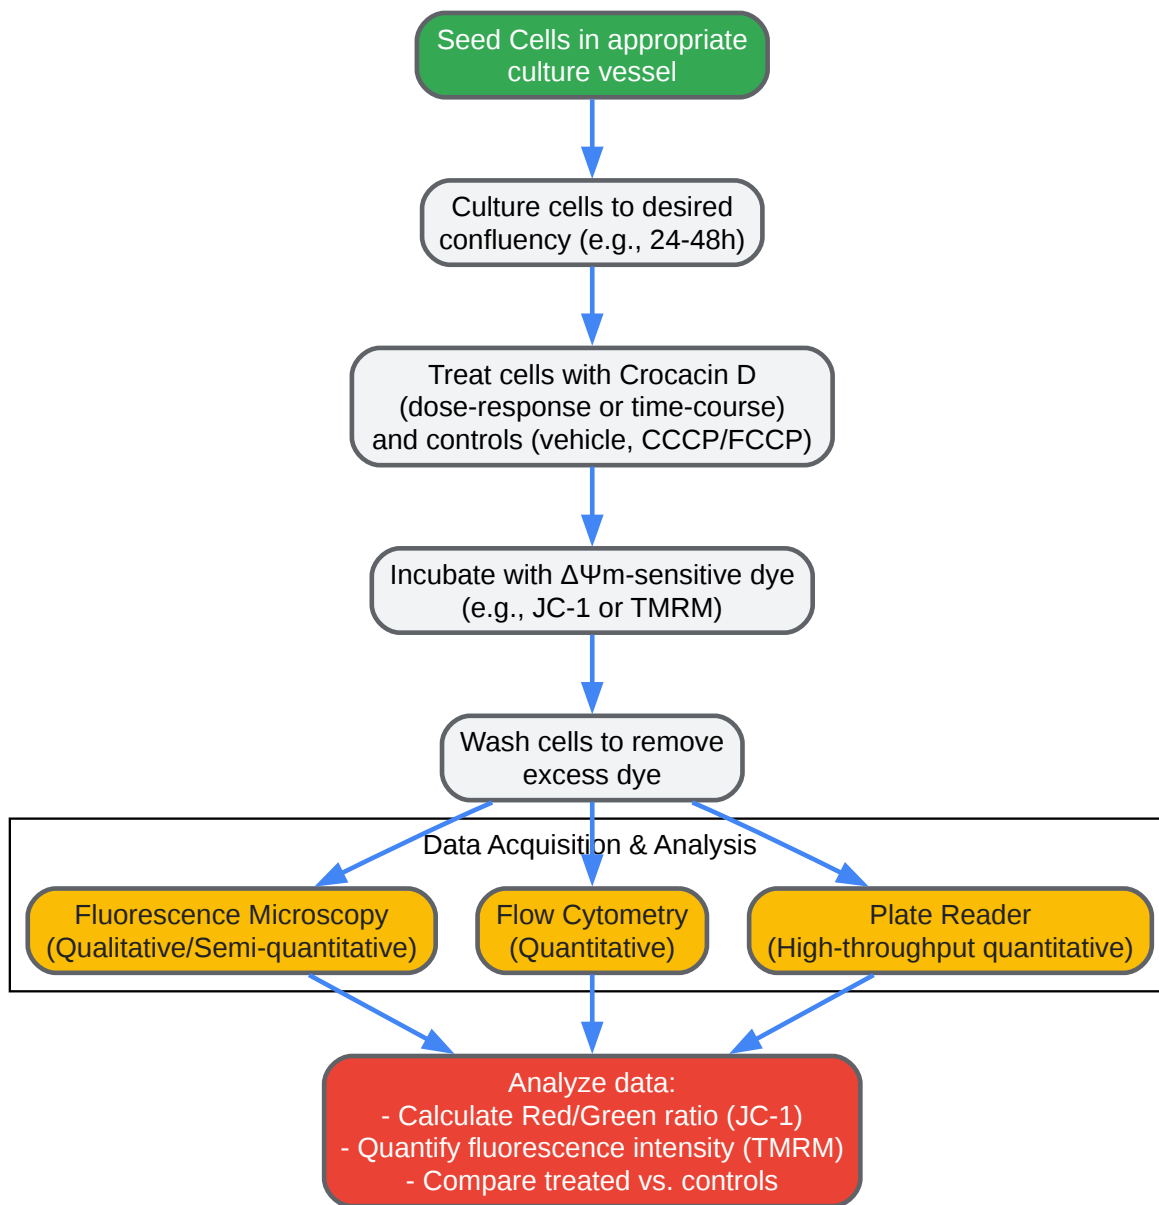 Seed Cells in appropriate
culture vessel
Culture cells to desired
confluency (e.g., 24-48h)
Treat cells with Crocacin D
(dose-response or time-course)
and controls (vehicle, CCCP/FCCP)
Incubate with ΔΨm-sensitive dye
(e.g., JC-1 or TMRM)
Wash cells to remove
excess dye
Data Acquisition & Analysis
Fluorescence Microscopy
(Qualitative/Semi-quantitative)
Flow Cytometry
(Quantitative)
Plate Reader
(High-throughput quantitative)
Analyze data:
- Calculate Red/Green ratio (JC-1)
- Quantify fluorescence intensity (TMRM)
- Compare treated vs. controls